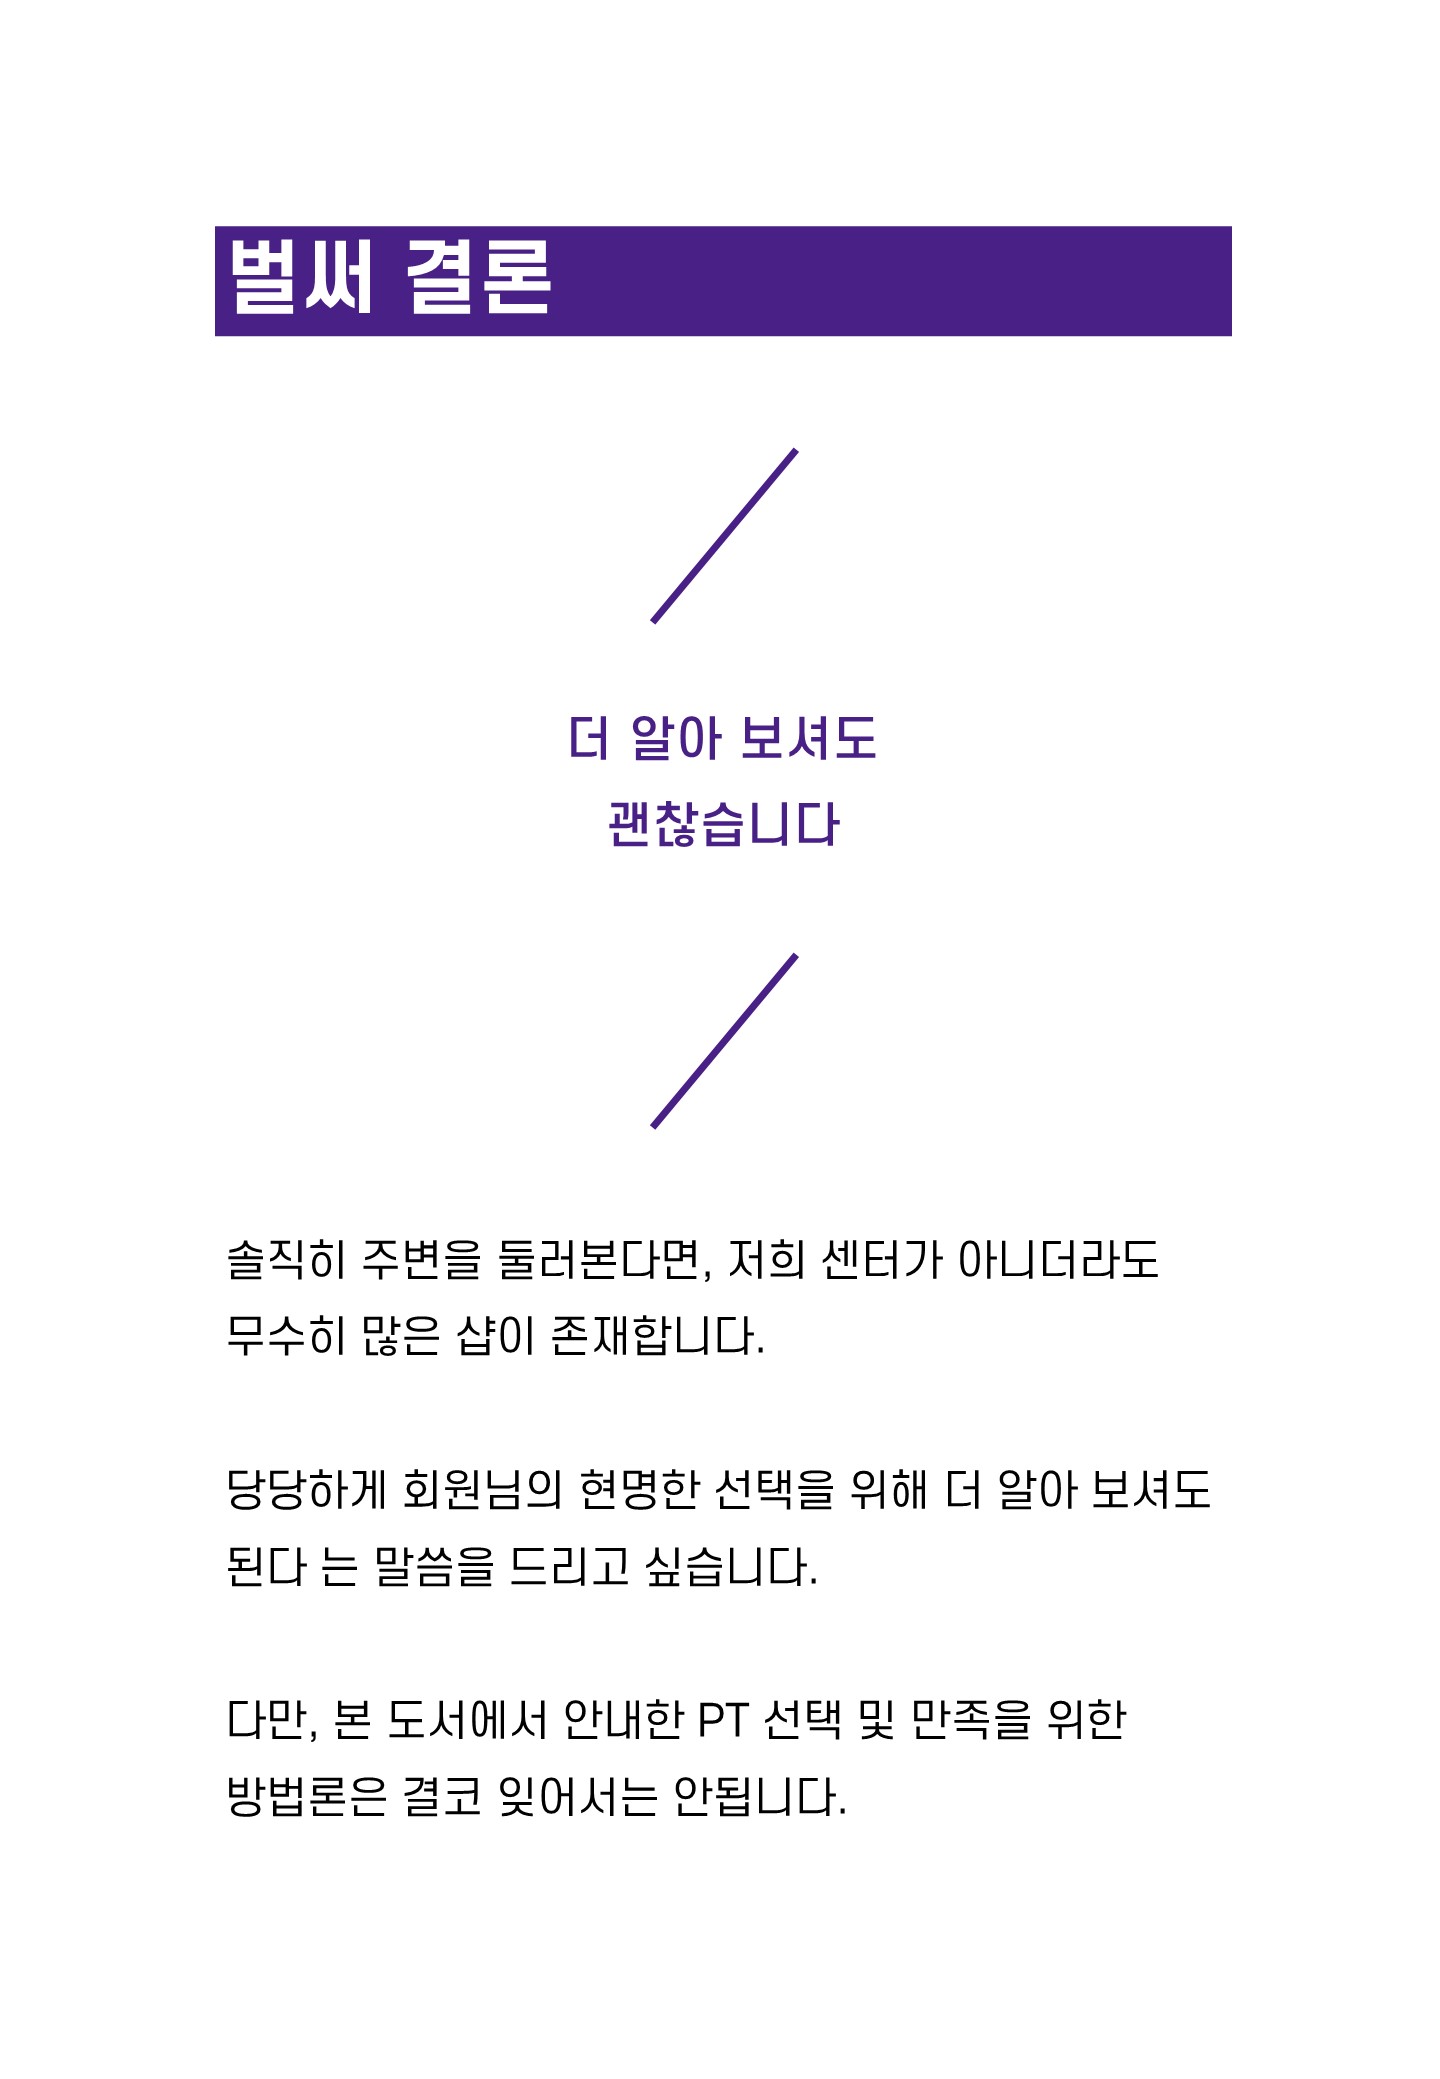 벌써 결론
더 알아 보셔도
괜찮습니다
솔직히 주변을 둘러본다면, 저희 센터가 아니더라도
무수히 많은 샵이 존재합니다.
당당하게 회원님의 현명한 선택을 위해 더 알아 보셔도
된다 는 말씀을 드리고 싶습니다.
다만, 본 도서에서 안내한 PT 선택 및 만족을 위한
방법론은 결코 잊어서는 안됩니다.